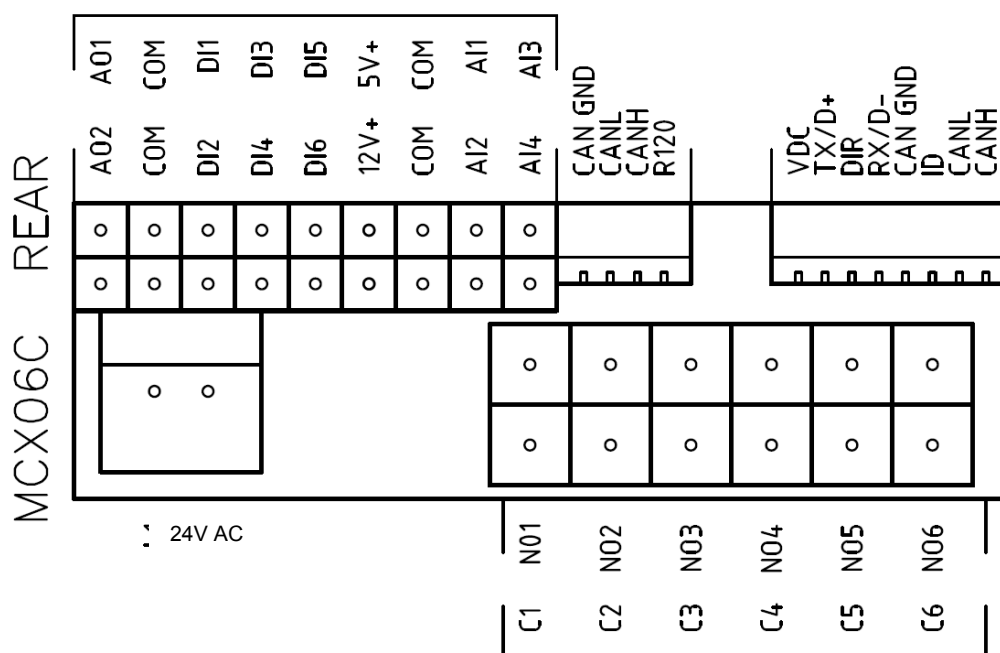 AO1 COM DI1 DI3 DI5 5V+ COM AI1 AI3
AO2 COM DI2 DI4 DI6 12V+ COM AI2 AI4
CAN GND
CANL
CANH
R120
VDC
TX/D+
DIR
RX/D-
CAN GND
ID
CANL
CANH
MCX06C REAR
24V AC
NO1 NO2 NO3 NO4 NO5 NO6
C1 C2 C3 C4 C5 C6